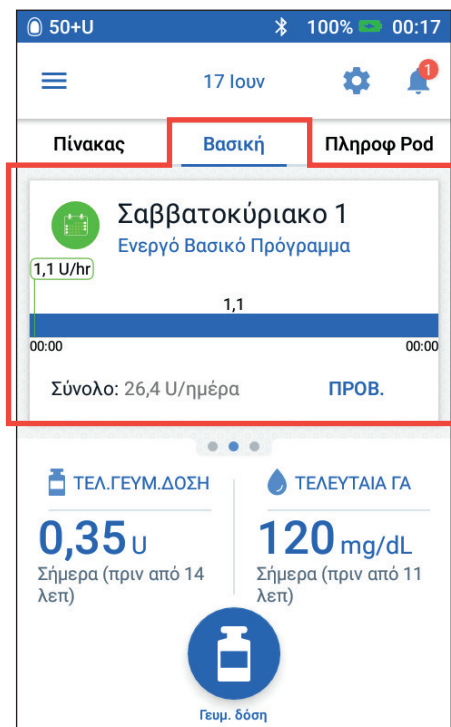 50+U 100% 00:17
17 Ιουν 1
Πίνακας Βασική Πληροφ Pod
Σαββατοκύριακο 1
Ενεργό Βασικό Πρόγραμμα
1,1 U/hr
1,1
00:00 00:00
Σύνολο: 26,4 U/ημέρα ΠΡΟΒ.
ΤΕΛ.ΓΕΥΜ.ΔΟΣΗ
0,35 U
Σήμερα (πριν από 14
λεπ)
ΤΕΛΕΥΤΑΙΑ ΓΑ
120 mg/dL
Σήμερα (πριν από 11
λεπ)
Γευμ. δόση